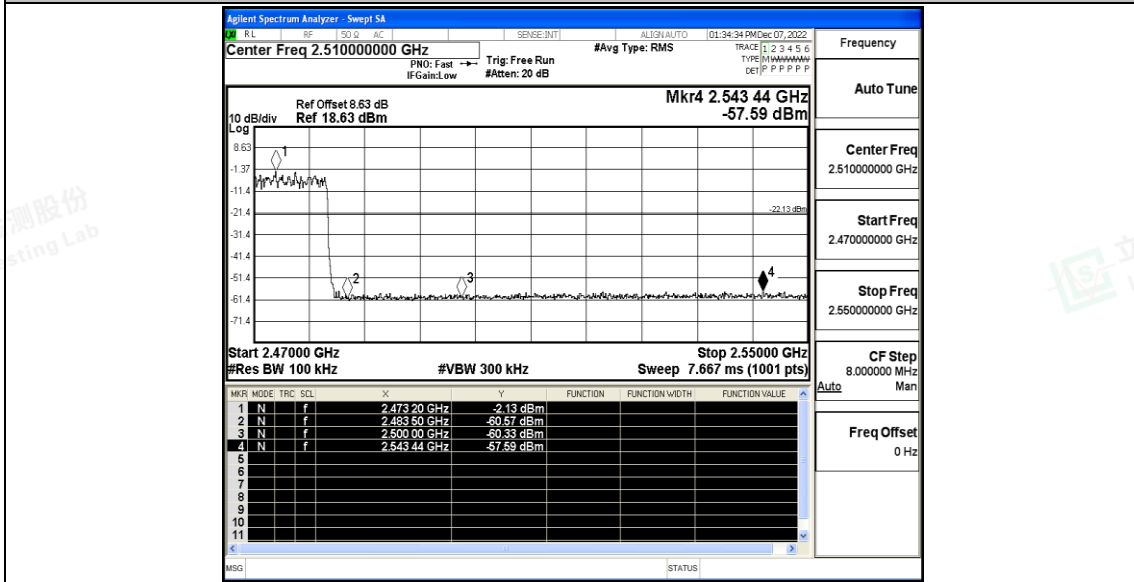 Agilent Spectrum Analyzer - Swept SA
RL RF 50 Ω AC SENSE:INT ALIGN AUTO 01:34:34 PM Dec 07, 2022
Center Freq 2.510000000 GHz
#Avg Type: RMS
TRACE 1 2 3 4 5 6
PNO: Fast
Trig: Free Run
TYPE M
IFGain:Low
#Atten: 20 dB
DET P P P P P P
Mkr4 2.543 44 GHz
-57.59 dBm
Ref Offset 8.63 dB
10 dB/div Ref 18.63 dBm
Log
8.63
-1.37
-11.4
-21.4
-31.4
-41.4
-51.4
-61.4
-71.4
1
-22.13 dBm
2
3
4
Start 2.47000 GHz Stop 2.55000 GHz
#Res BW 100 kHz #VBW 300 kHz Sweep 7.667 ms (1001 pts)
MKR MODE TRC SCL X Y FUNCTION FUNCTION WIDTH FUNCTION VALUE
1 N f 2.473 20 GHz -2.13 dBm
2 N f 2.483 50 GHz -60.57 dBm
3 N f 2.500 00 GHz -60.33 dBm
4 N f 2.543 44 GHz -57.59 dBm
5
6
7
8
9
10
11
MSG STATUS
Frequency
Auto Tune
Center Freq
2.510000000 GHz
Start Freq
2.470000000 GHz
Stop Freq
2.550000000 GHz
CF Step
8.000000 MHz
Auto Man
Freq Offset
0 Hz
测股份
sting Lab
立